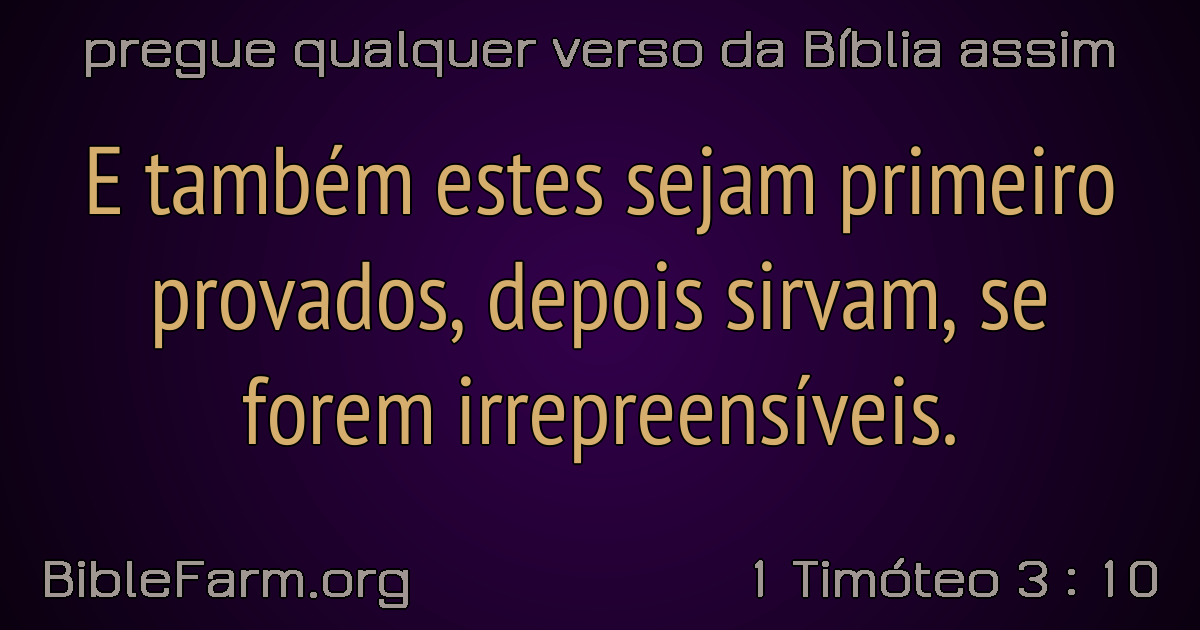 pregue qualquer verso da Bíblia assim
E também estes sejam primeiro
provados, depois sirvam, se
forem irrepreensíveis.
BibleFarm.org
1 Timóteo 3 : 10